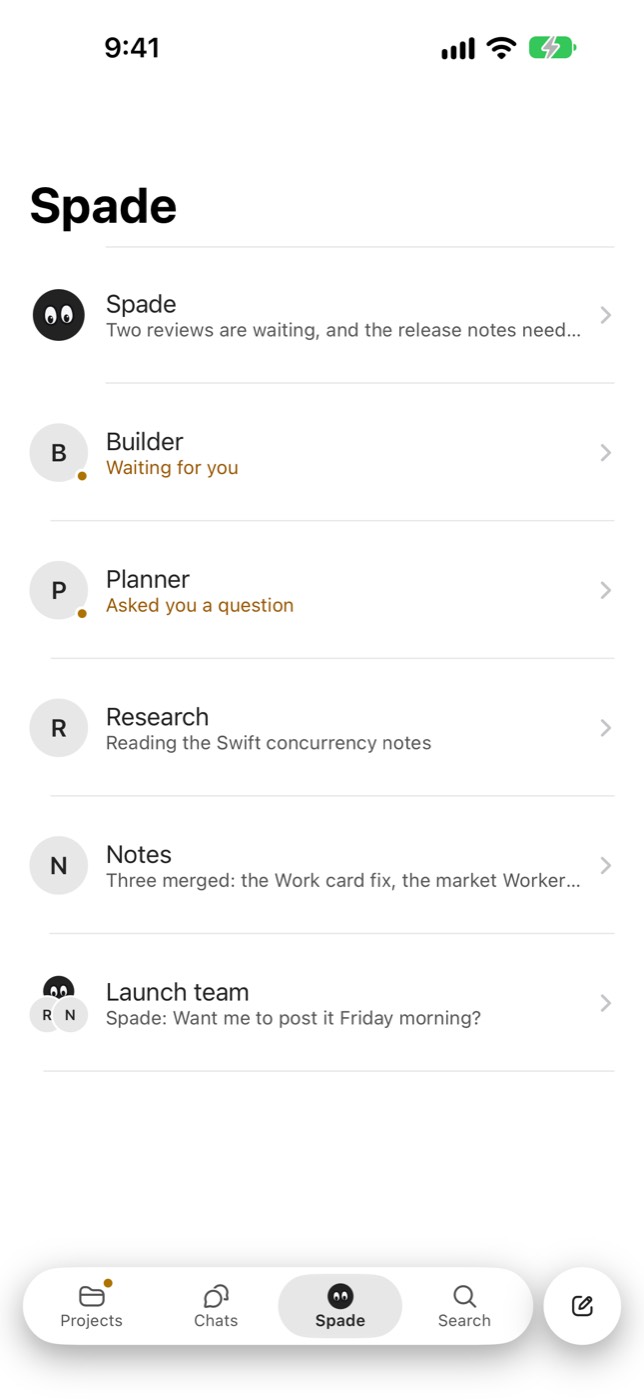 9:41
Spade
Spade
Two reviews are waiting, and the release notes need...
B
Builder
Waiting for you
P
Planner
Asked you a question
R
Research
Reading the Swift concurrency notes
N
Notes
Three merged: the Work card fix, the market Worker...
R N
Launch team
Spade: Want me to post it Friday morning?
Projects
Chats
Spade
Search